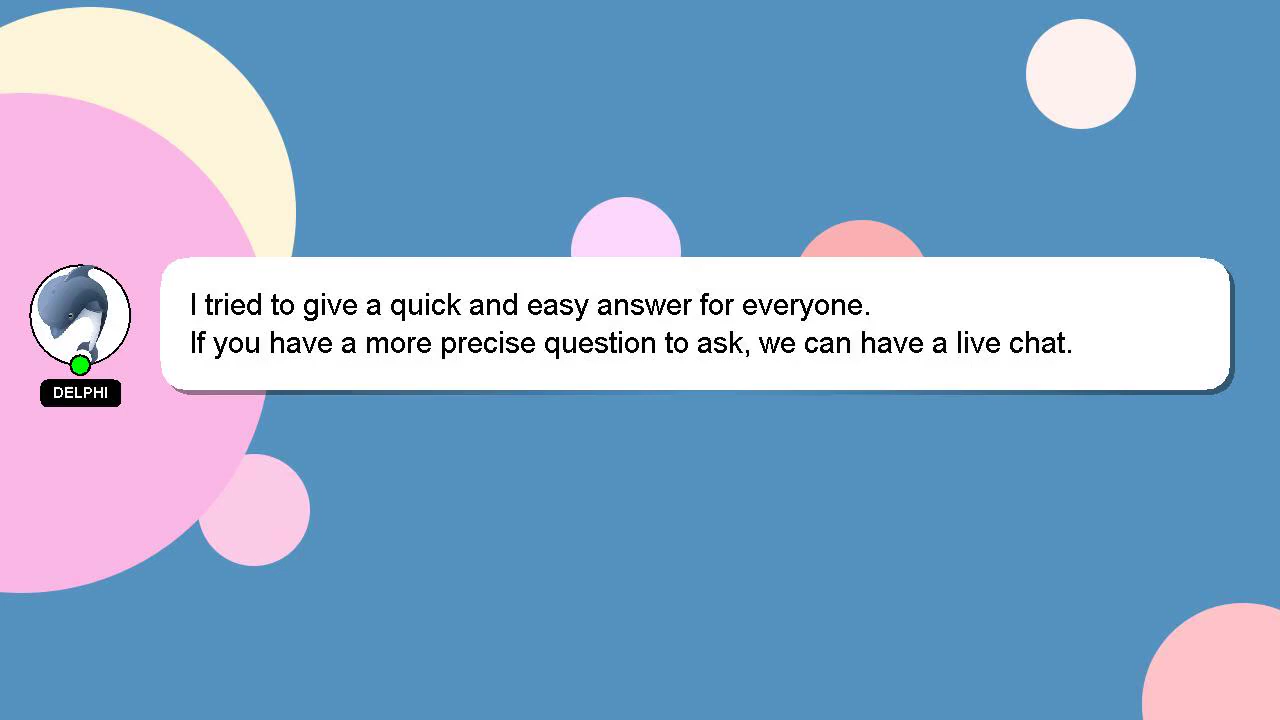 I tried to give a quick and easy answer for everyone.
If you have a more precise question to ask, we can have a live chat.
DELPHI